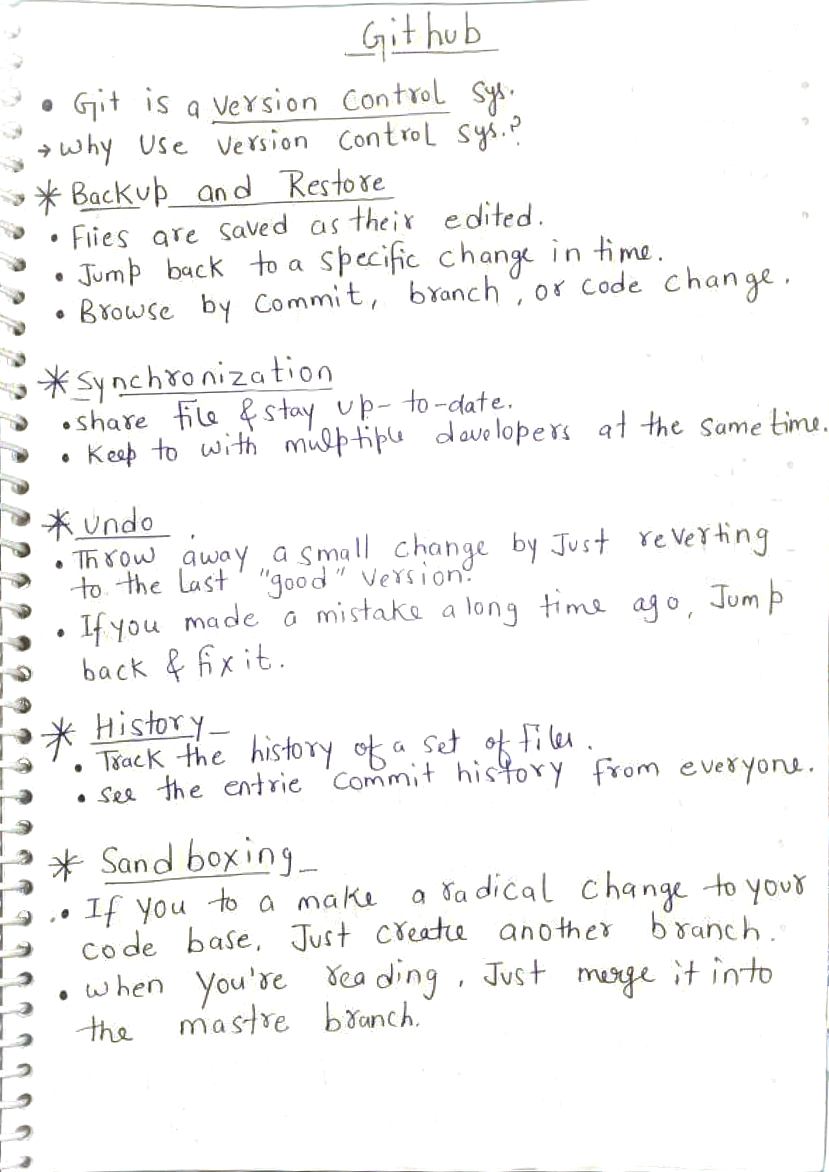 Github
• Git is a version control sys.
→ Why Use version control sys.?
* Backup and Restore
• Flies are saved as their edited.
• Jump back to a specific change in time.
• Browse by commit, branch, or code change.
* Synchronization
• share file & stay up-to-date.
• Keep to with mulptiple developers at the same time.
* Undo
• Throw away a small change by Just reverting
to the last "good" version.
• If you made a mistake a long time ago, Jump
back & fix it.
* History
• Track the history of a set of files.
• See the entrie commit history from everyone.
* Sand boxing
• If you to a make a radical change to your
code base, Just creatre another branch.
• when you're reading, Just merge it into
the mastre branch.